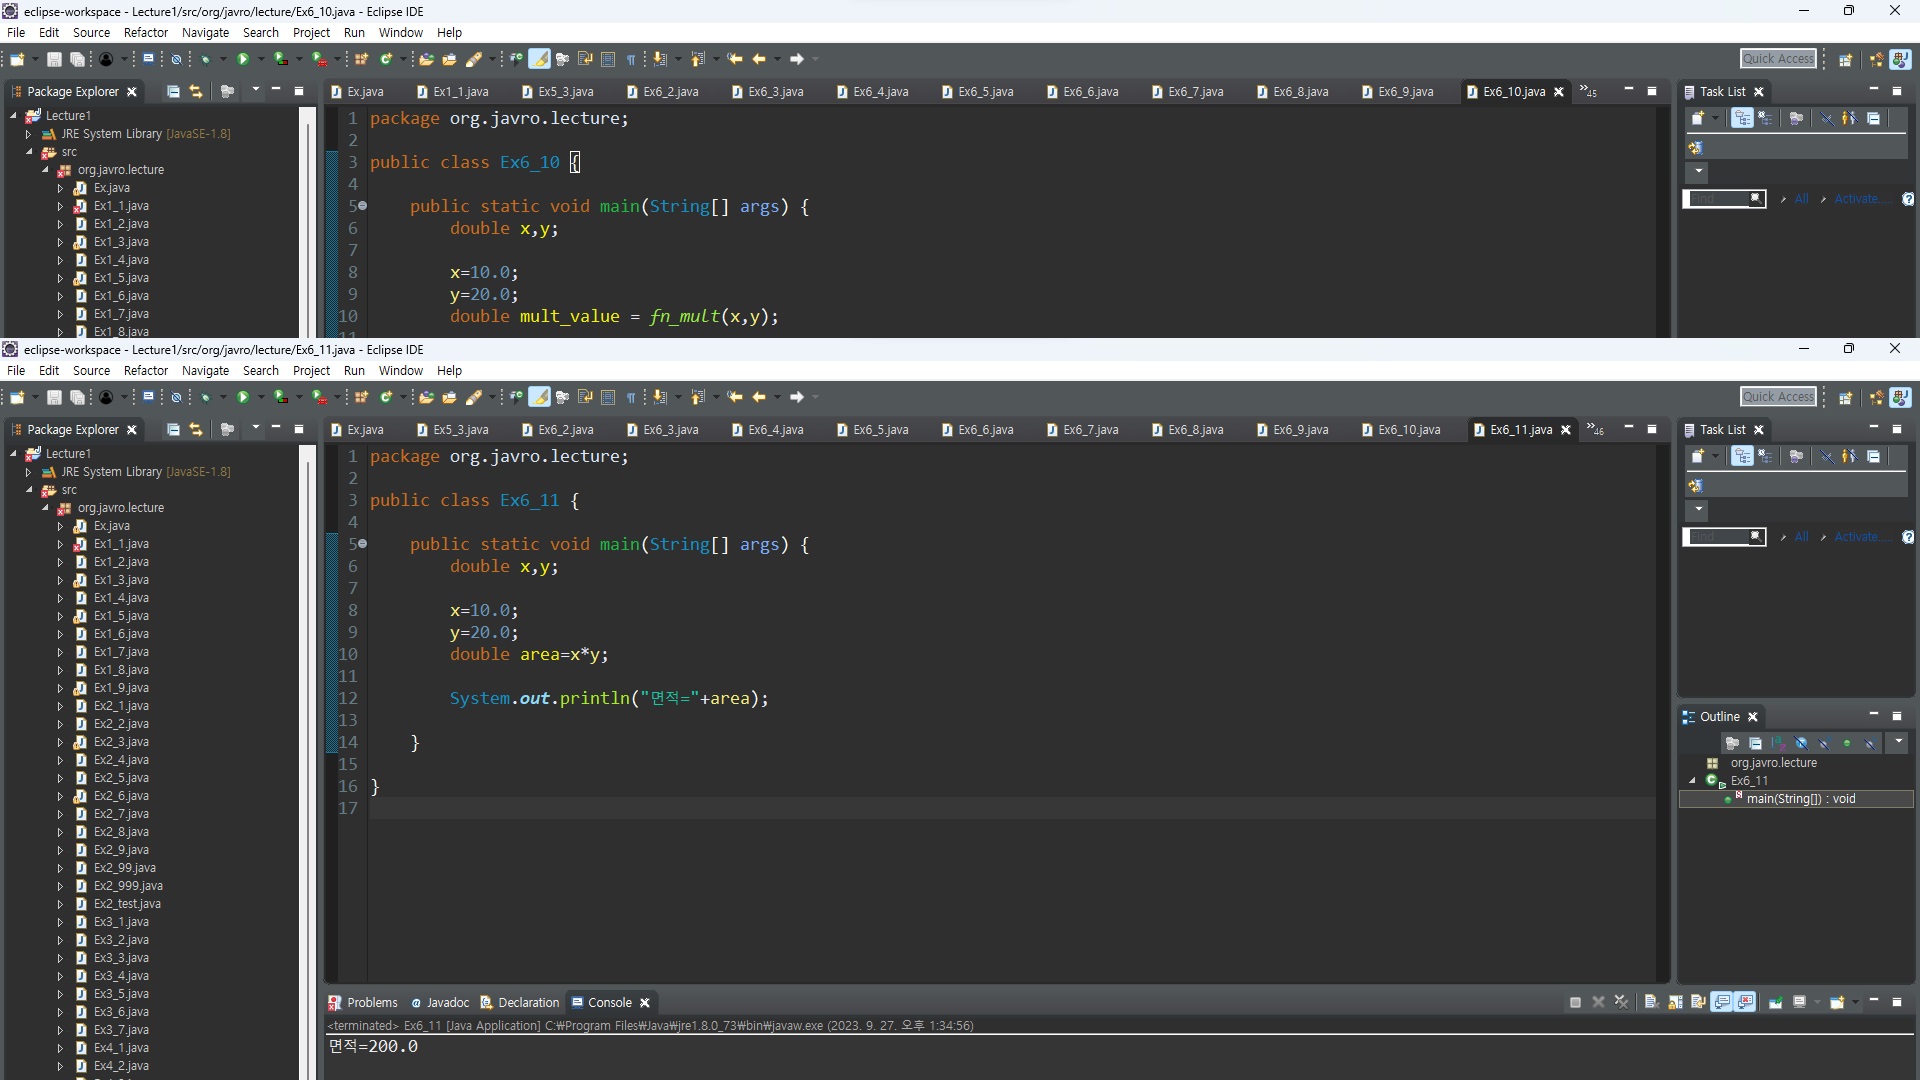 eclipse-workspace - Lecture1/src/org/javro/lecture/Ex6_10.java - Eclipse IDE
File Edit Source Refactor Navigate Search Project Run Window Help
Quick Access
Package Explorer
Ex.java Ex1_1.java Ex5_3.java Ex6_2.java Ex6_3.java Ex6_4.java Ex6_5.java Ex6_6.java Ex6_7.java Ex6_8.java Ex6_9.java Ex6_10.java »45
Task List
Lecture1
JRE System Library [JavaSE-1.8]
src
org.javro.lecture
Ex.java
Ex1_1.java
Ex1_2.java
Ex1_3.java
Ex1_4.java
Ex1_5.java
Ex1_6.java
Ex1_7.java
Ex1_8.java
1 package org.javro.lecture;
2
3 public class Ex6_10 {
4
5 public static void main(String[] args) {
6 double x,y;
7
8 x=10.0;
9 y=20.0;
10 double mult_value = fn_mult(x,y);
11
Find All Activate...
eclipse-workspace - Lecture1/src/org/javro/lecture/Ex6_11.java - Eclipse IDE
File Edit Source Refactor Navigate Search Project Run Window Help
Quick Access
Package Explorer
Ex.java Ex5_3.java Ex6_2.java Ex6_3.java Ex6_4.java Ex6_5.java Ex6_6.java Ex6_7.java Ex6_8.java Ex6_9.java Ex6_10.java Ex6_11.java »46
Task List
Lecture1
JRE System Library [JavaSE-1.8]
src
org.javro.lecture
Ex.java
Ex1_1.java
Ex1_2.java
Ex1_3.java
Ex1_4.java
Ex1_5.java
Ex1_6.java
Ex1_7.java
Ex1_8.java
Ex1_9.java
Ex2_1.java
Ex2_2.java
Ex2_3.java
Ex2_4.java
Ex2_5.java
Ex2_6.java
Ex2_7.java
Ex2_8.java
Ex2_9.java
Ex2_99.java
Ex2_999.java
Ex2_test.java
Ex3_1.java
Ex3_2.java
Ex3_3.java
Ex3_4.java
Ex3_5.java
Ex3_6.java
Ex3_7.java
Ex4_1.java
Ex4_2.java
1 package org.javro.lecture;
2
3 public class Ex6_11 {
4
5 public static void main(String[] args) {
6 double x,y;
7
8 x=10.0;
9 y=20.0;
10 double area=x*y;
11
12 System.out.println("면적="+area);
13
14 }
15
16 }
17
Find All Activate...
Outline
org.javro.lecture
Ex6_11
main(String[]) : void
Problems Javadoc Declaration Console
<terminated> Ex6_11 [Java Application] C:₩Program Files₩Java₩jre1.8.0_73₩bin₩javaw.exe (2023. 9. 27. 오후 1:34:56)
면적=200.0